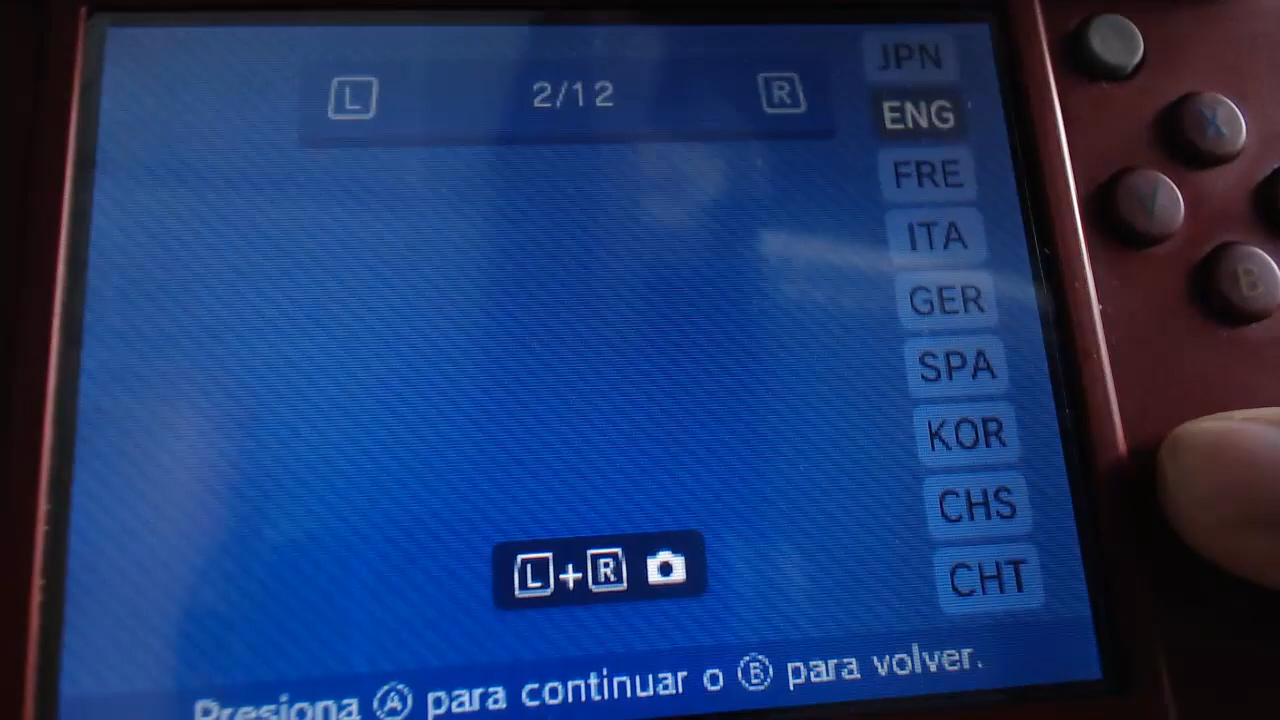 L 2/12 R
JPN
ENG
FRE
ITA
GER
SPA
KOR
CHS
CHT
L+R
Presiona A para continuar o B para volver.
X
Y
B